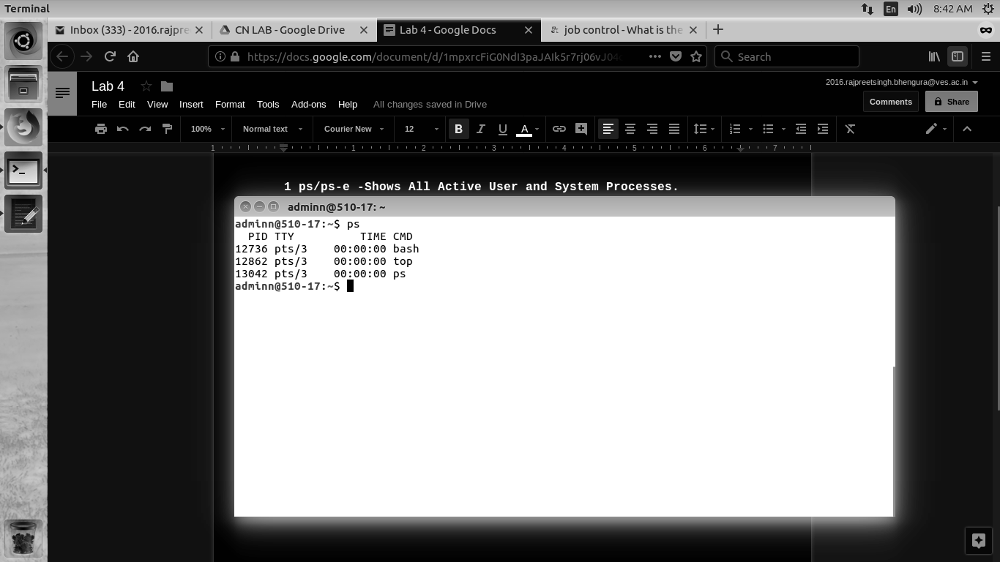 Terminal
En
8:42 AM
Inbox (333) - 2016.rajpre
CN LAB - Google Drive
Lab 4 - Google Docs
job control - What is the
https://docs.google.com/document/d/1mpxrcFiG0NdI3paJAIk5r7rj06vJ04
Search
Lab 4
2016.rajpreetsingh.bhengura@ves.ac.in
File Edit View Insert Format Tools Add-ons Help All changes saved in Drive
Comments
Share
100% Normal text Courier New 12 B I U A
1 1 2 3 4 5 6 7
1 ps/ps-e -Shows All Active User and System Processes.
adminn@510-17: ~
adminn@510-17:~$ ps
  PID TTY          TIME CMD
12736 pts/3    00:00:00 bash
12862 pts/3    00:00:00 top
13042 pts/3    00:00:00 ps
adminn@510-17:~$